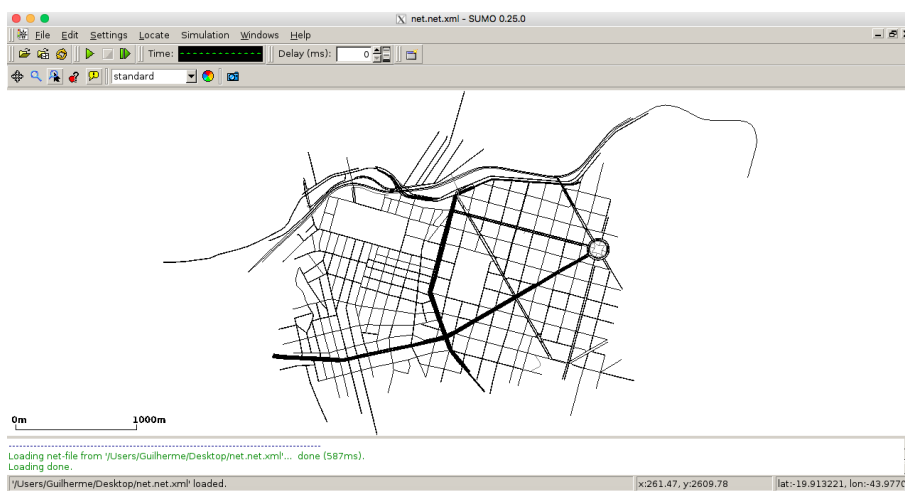 net.net.xml - SUMO 0.25.0
File Edit Settings Locate Simulation Windows Help
Time: Delay (ms): 0
standard
0m 1000m
Loading net-file from '/Users/Guilherme/Desktop/net.net.xml'... done (587ms).
Loading done.
'/Users/Guilherme/Desktop/net.net.xml' loaded.
x:261.47, y:2609.78
lat:-19.913221, lon:-43.9770